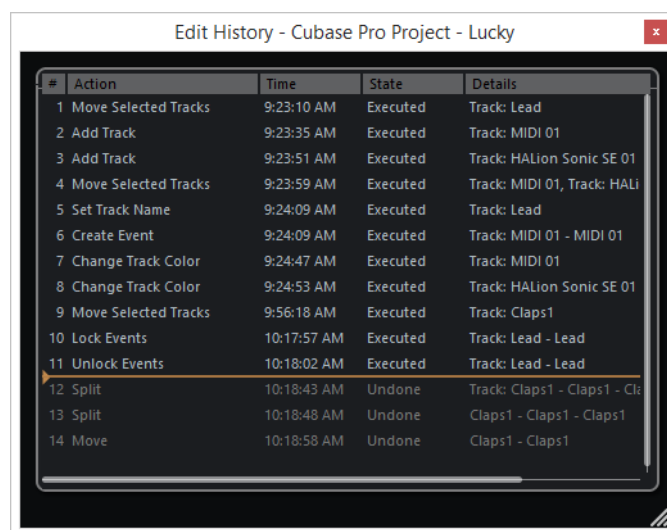 Edit History - Cubase Pro Project - Lucky
x
# Action Time State Details
1 Move Selected Tracks 9:23:10 AM Executed Track: Lead
2 Add Track 9:23:35 AM Executed Track: MIDI 01
3 Add Track 9:23:51 AM Executed Track: HALion Sonic SE 01
4 Move Selected Tracks 9:23:59 AM Executed Track: MIDI 01, Track: HALi
5 Set Track Name 9:24:09 AM Executed Track: Lead
6 Create Event 9:24:09 AM Executed Track: MIDI 01 - MIDI 01
7 Change Track Color 9:24:47 AM Executed Track: MIDI 01
8 Change Track Color 9:24:53 AM Executed Track: HALion Sonic SE 01
9 Move Selected Tracks 9:56:18 AM Executed Track: Claps1
10 Lock Events 10:17:57 AM Executed Track: Lead - Lead
11 Unlock Events 10:18:02 AM Executed Track: Lead - Lead
12 Split 10:18:43 AM Undone Track: Claps1 - Claps1 - Cla
13 Split 10:18:48 AM Undone Claps1 - Claps1 - Claps1
14 Move 10:18:58 AM Undone Claps1 - Claps1